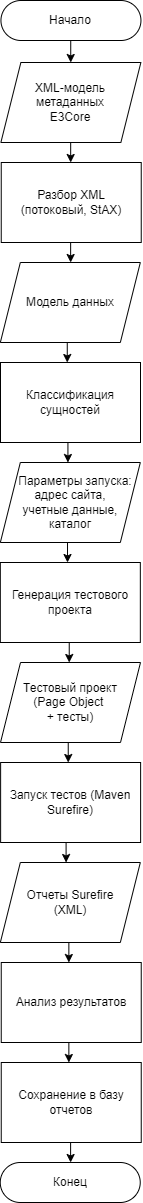 Начало
XML-модель
метаданных
E3Core
Разбор XML
(потоковый, StAX)
Модель данных
Классификация
сущностей
Параметры запуска:
адрес сайта,
учетные данные,
каталог
Генерация тестового
проекта
Тестовый проект
(Page Object
+ тесты)
Запуск тестов (Maven
Surefire)
Отчеты Surefire
(XML)
Анализ результатов
Сохранение в базу
отчетов
Конец